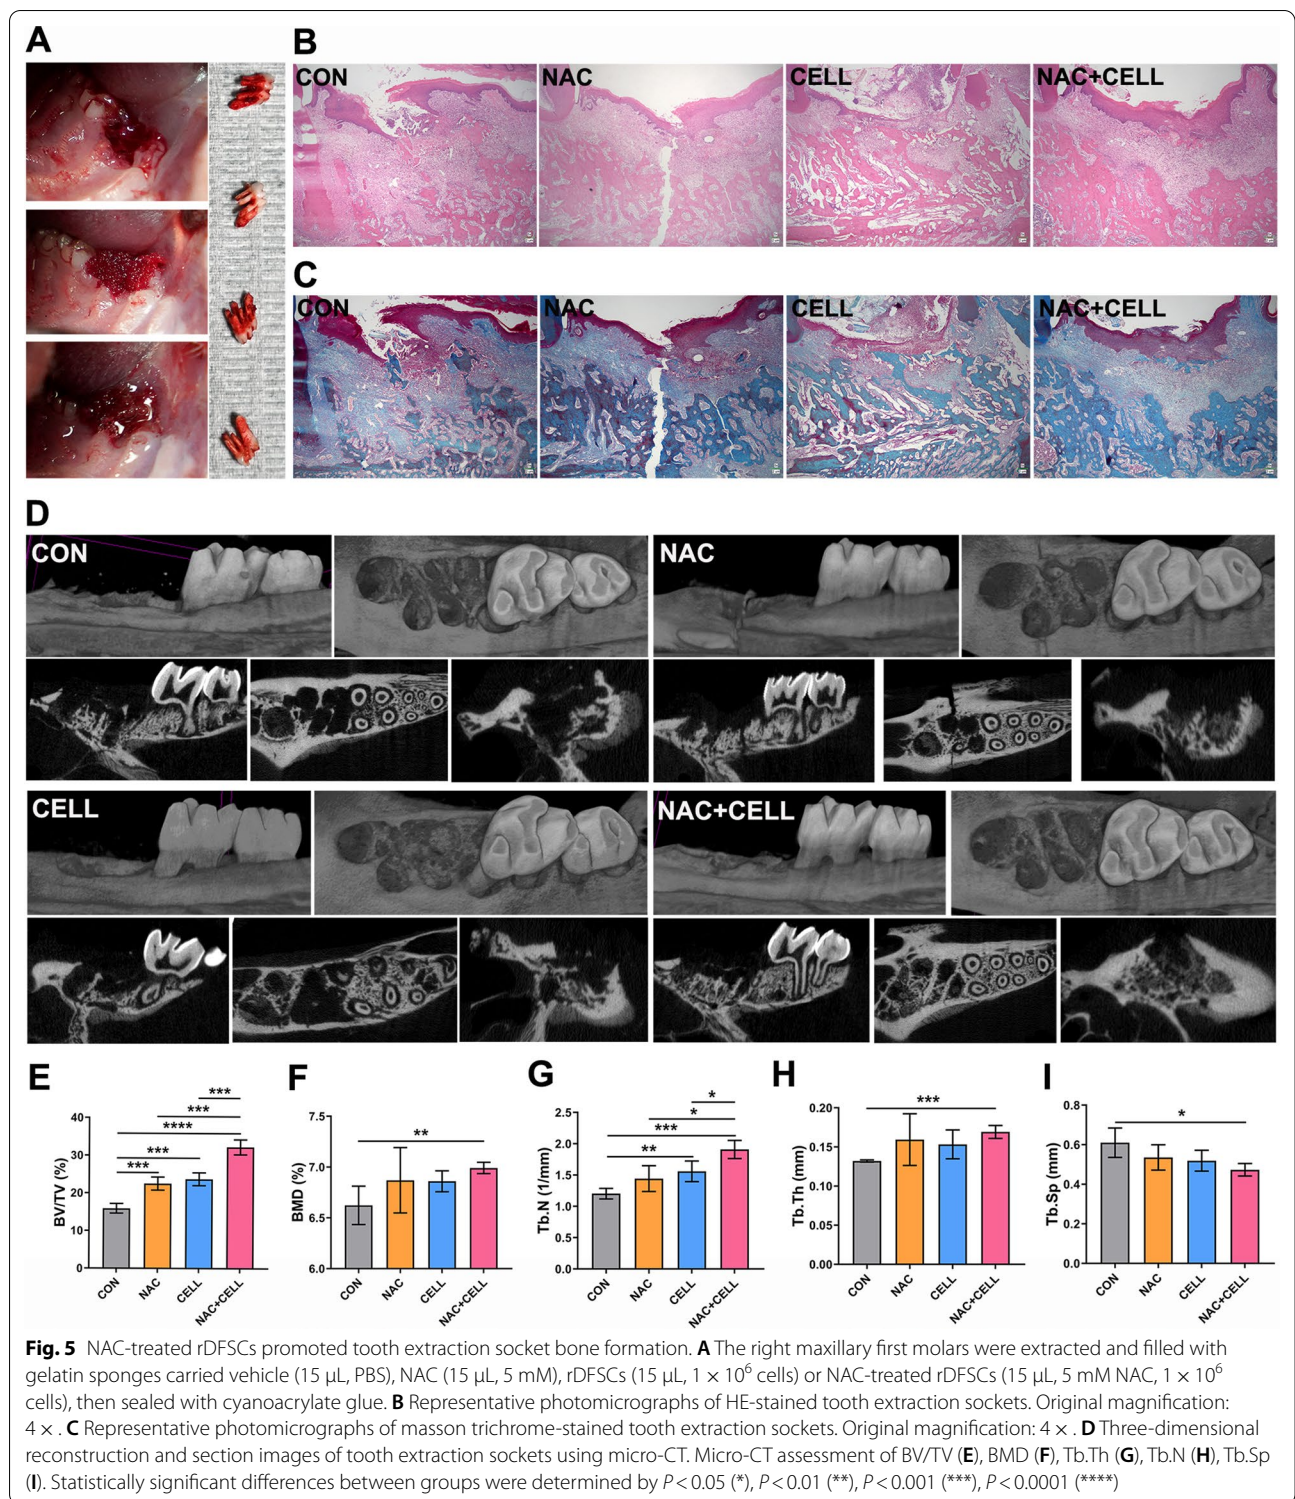 A
B
CON
NAC
CELL
NAC+CELL
C
CON
NAC
CELL
NAC+CELL
D
CON
NAC
CELL
NAC+CELL
E
BV/TV (%)
40
30
20
10
0
***
***
****
***
***
CON
NAC
CELL
NAC+CELL
F
BMD (%)
7.5
7.0
6.5
6.0
**
CON
NAC
CELL
NAC+CELL
G
Tb.N (1/mm)
2.5
2.0
1.5
1.0
0.5
0.0
*
*
***
**
CON
NAC
CELL
NAC+CELL
H
Tb.Th (mm)
0.20
0.15
0.10
0.05
0.00
***
CON
NAC
CELL
NAC+CELL
I
Tb.Sp (mm)
0.8
0.6
0.4
0.2
0.0
*
CON
NAC
CELL
NAC+CELL
Fig. 5 NAC-treated rDFSCs promoted tooth extraction socket bone formation. A The right maxillary first molars were extracted and filled with
gelatin sponges carried vehicle (15 μL, PBS), NAC (15 μL, 5 mM), rDFSCs (15 μL, 1 × 10⁶ cells) or NAC-treated rDFSCs (15 μL, 5 mM NAC, 1 × 10⁶
cells), then sealed with cyanoacrylate glue. B Representative photomicrographs of HE-stained tooth extraction sockets. Original magnification:
4 × . C Representative photomicrographs of masson trichrome-stained tooth extraction sockets. Original magnification: 4 × . D Three-dimensional
reconstruction and section images of tooth extraction sockets using micro-CT. Micro-CT assessment of BV/TV (E), BMD (F), Tb.Th (G), Tb.N (H), Tb.Sp
(I). Statistically significant differences between groups were determined by P < 0.05 (*), P < 0.01 (**), P < 0.001 (***), P < 0.0001 (****)